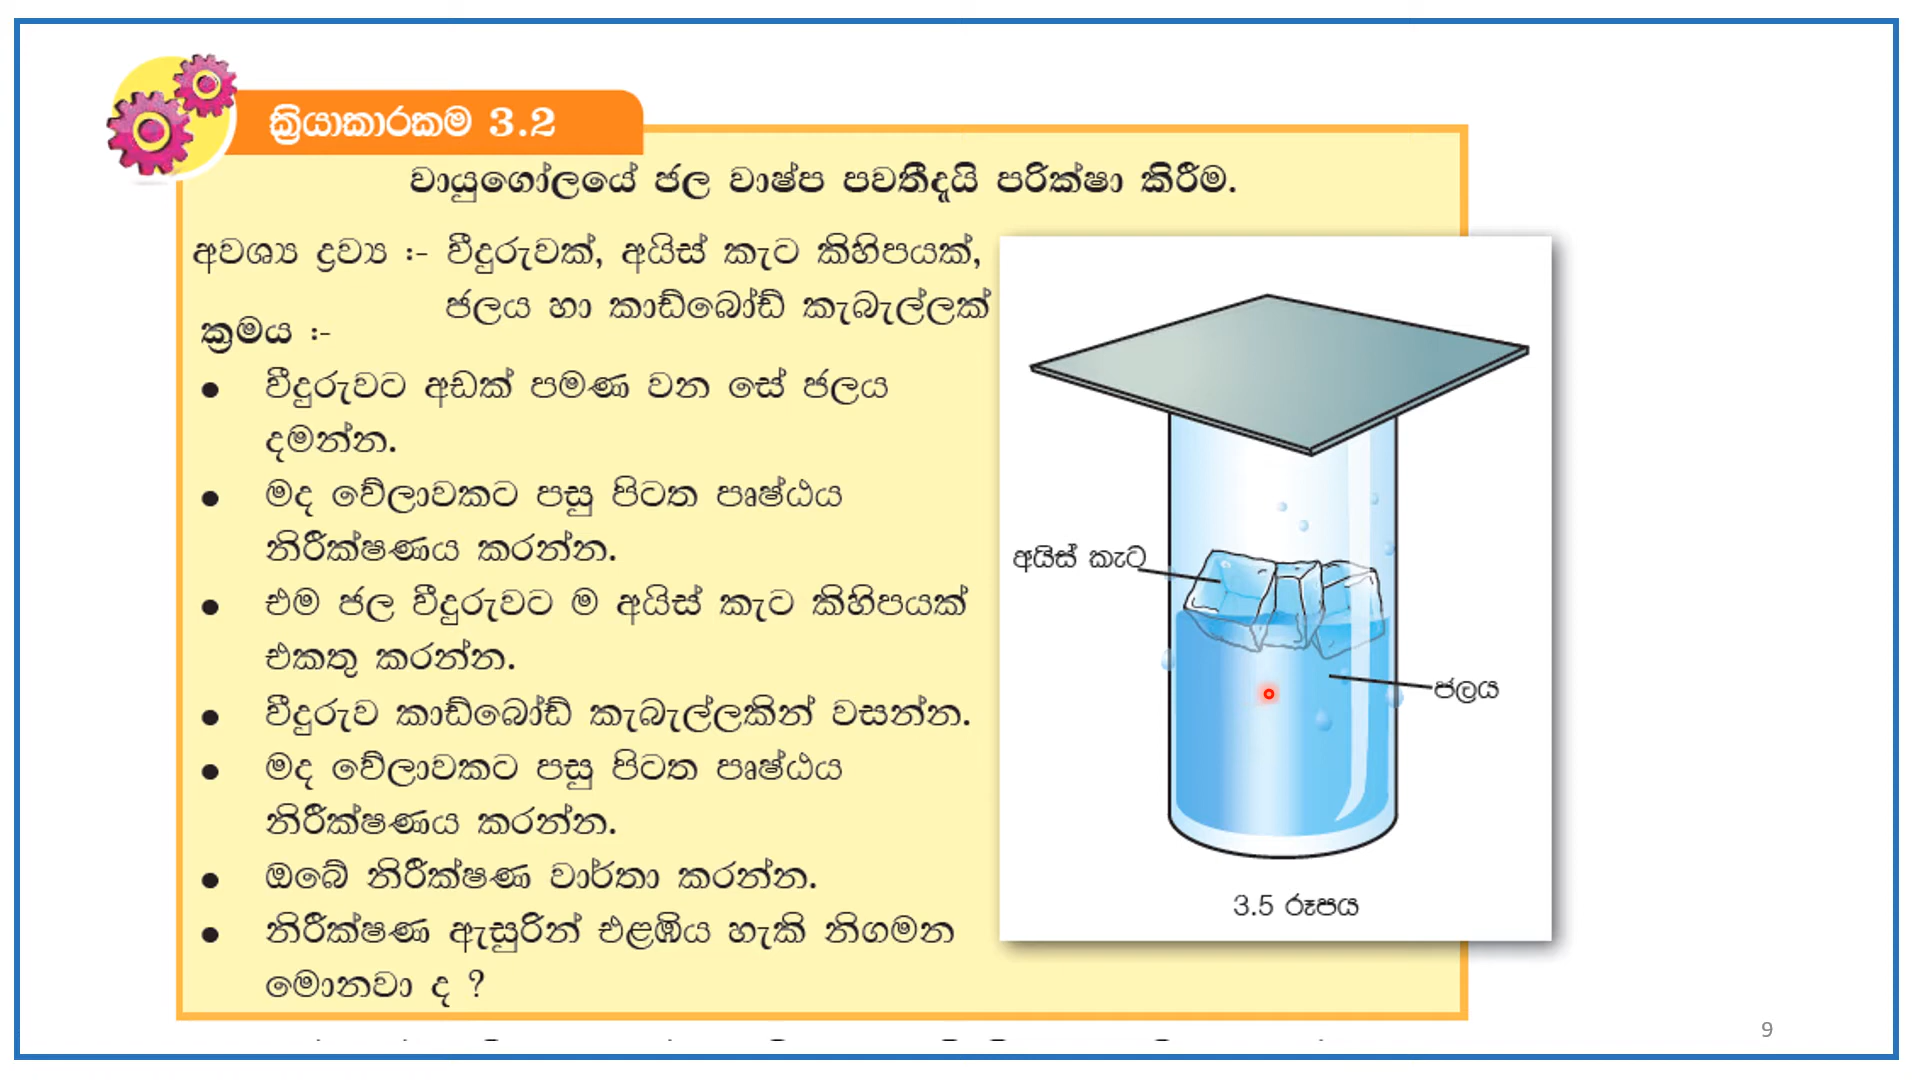 ක්‍රියාකාරකම 3.2
වායුගෝලයේ ජල වාෂ්ප පවතීදැයි පරීක්ෂා කිරීම.
අවශ්‍ය ද්‍රව්‍ය :- වීදුරුවක්, අයිස් කැට කිහිපයක්,
ජලය හා කාඩ්බෝඩ් කැබැල්ලක්
ක්‍රමය :-
● වීදුරුවට අඩක් පමණ වන සේ ජලය
දමන්න.
● මද වේලාවකට පසු පිටත පෘෂ්ඨය
නිරීක්ෂණය කරන්න.
● එම ජල වීදුරුවට ම අයිස් කැට කිහිපයක්
එකතු කරන්න.
● වීදුරුව කාඩ්බෝඩ් කැබැල්ලකින් වසන්න.
● මද වේලාවකට පසු පිටත පෘෂ්ඨය
නිරීක්ෂණය කරන්න.
● ඔබේ නිරීක්ෂණ වාර්තා කරන්න.
● නිරීක්ෂණ ඇසුරින් එළඹිය හැකි නිගමන
මොනවා ද ?
අයිස් කැට
ජලය
3.5 රූපය
9